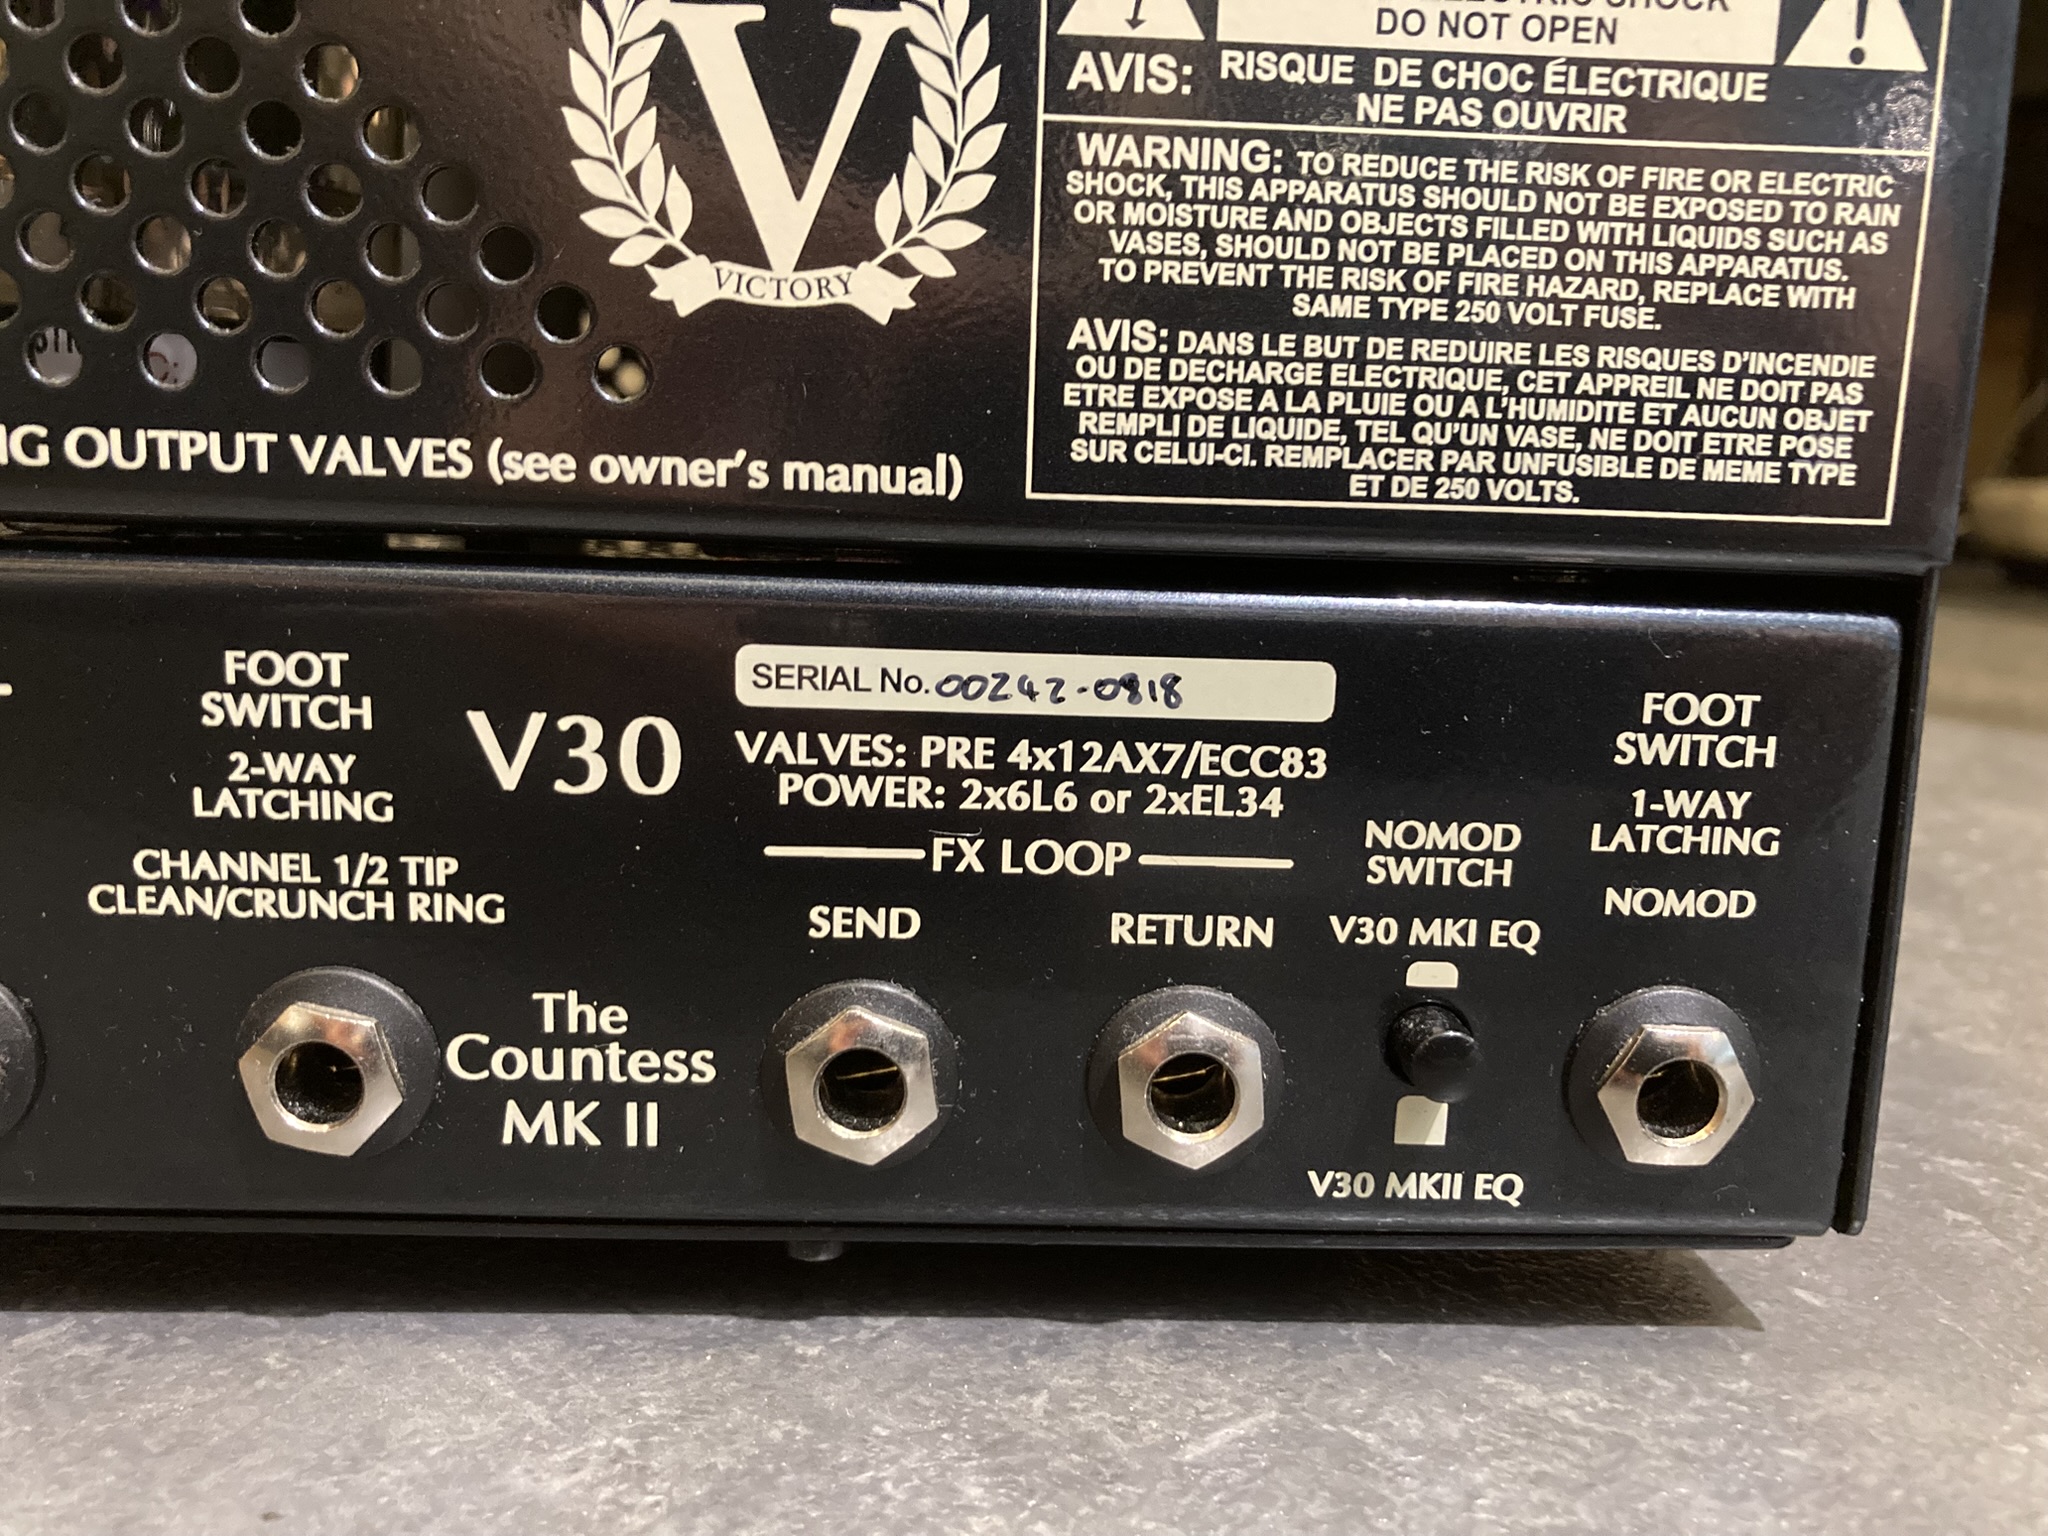 V
VICTORY
DO NOT OPEN
AVIS: RISQUE DE CHOC ÉLECTRIQUE
NE PAS OUVRIR
WARNING: TO REDUCE THE RISK OF FIRE OR ELECTRIC
SHOCK, THIS APPARATUS SHOULD NOT BE EXPOSED TO RAIN
OR MOISTURE AND OBJECTS FILLED WITH LIQUIDS SUCH AS
VASES, SHOULD NOT BE PLACED ON THIS APPARATUS.
TO PREVENT THE RISK OF FIRE HAZARD, REPLACE WITH
SAME TYPE 250 VOLT FUSE.
AVIS: DANS LE BUT DE REDUIRE LES RISQUES D'INCENDIE
OU DE DECHARGE ELECTRIQUE, CET APPREIL NE DOIT PAS
ETRE EXPOSE A LA PLUIE OU A L'HUMIDITE ET AUCUN OBJET
REMPLI DE LIQUIDE, TEL QU'UN VASE, NE DOIT ETRE POSE
SUR CELUI-CI. REMPLACER PAR UNFUSIBLE DE MEME TYPE
ET DE 250 VOLTS.
OUTPUT VALVES (see owner's manual)
FOOT
SWITCH
2-WAY
LATCHING
CHANNEL 1/2 TIP
CLEAN/CRUNCH RING
V30
The
Countess
MK II
SERIAL No. 00242-0818
VALVES: PRE 4x12AX7/ECC83
POWER: 2x6L6 or 2xEL34
FX LOOP
SEND
RETURN
NOMOD
SWITCH
V30 MKI EQ
V30 MKII EQ
FOOT
SWITCH
1-WAY
LATCHING
NOMOD